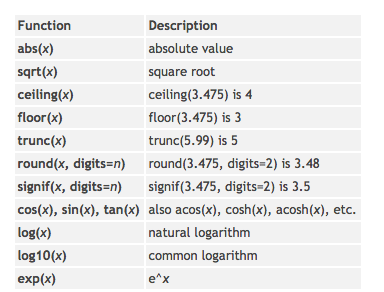 Function Description
abs(x) absolute value
sqrt(x) square root
ceiling(x) ceiling(3.475) is 4
floor(x) floor(3.475) is 3
trunc(x) trunc(5.99) is 5
round(x, digits=n) round(3.475, digits=2) is 3.48
signif(x, digits=n) signif(3.475, digits=2) is 3.5
cos(x), sin(x), tan(x) also acos(x), cosh(x), acosh(x), etc.
log(x) natural logarithm
log10(x) common logarithm
exp(x) e^x